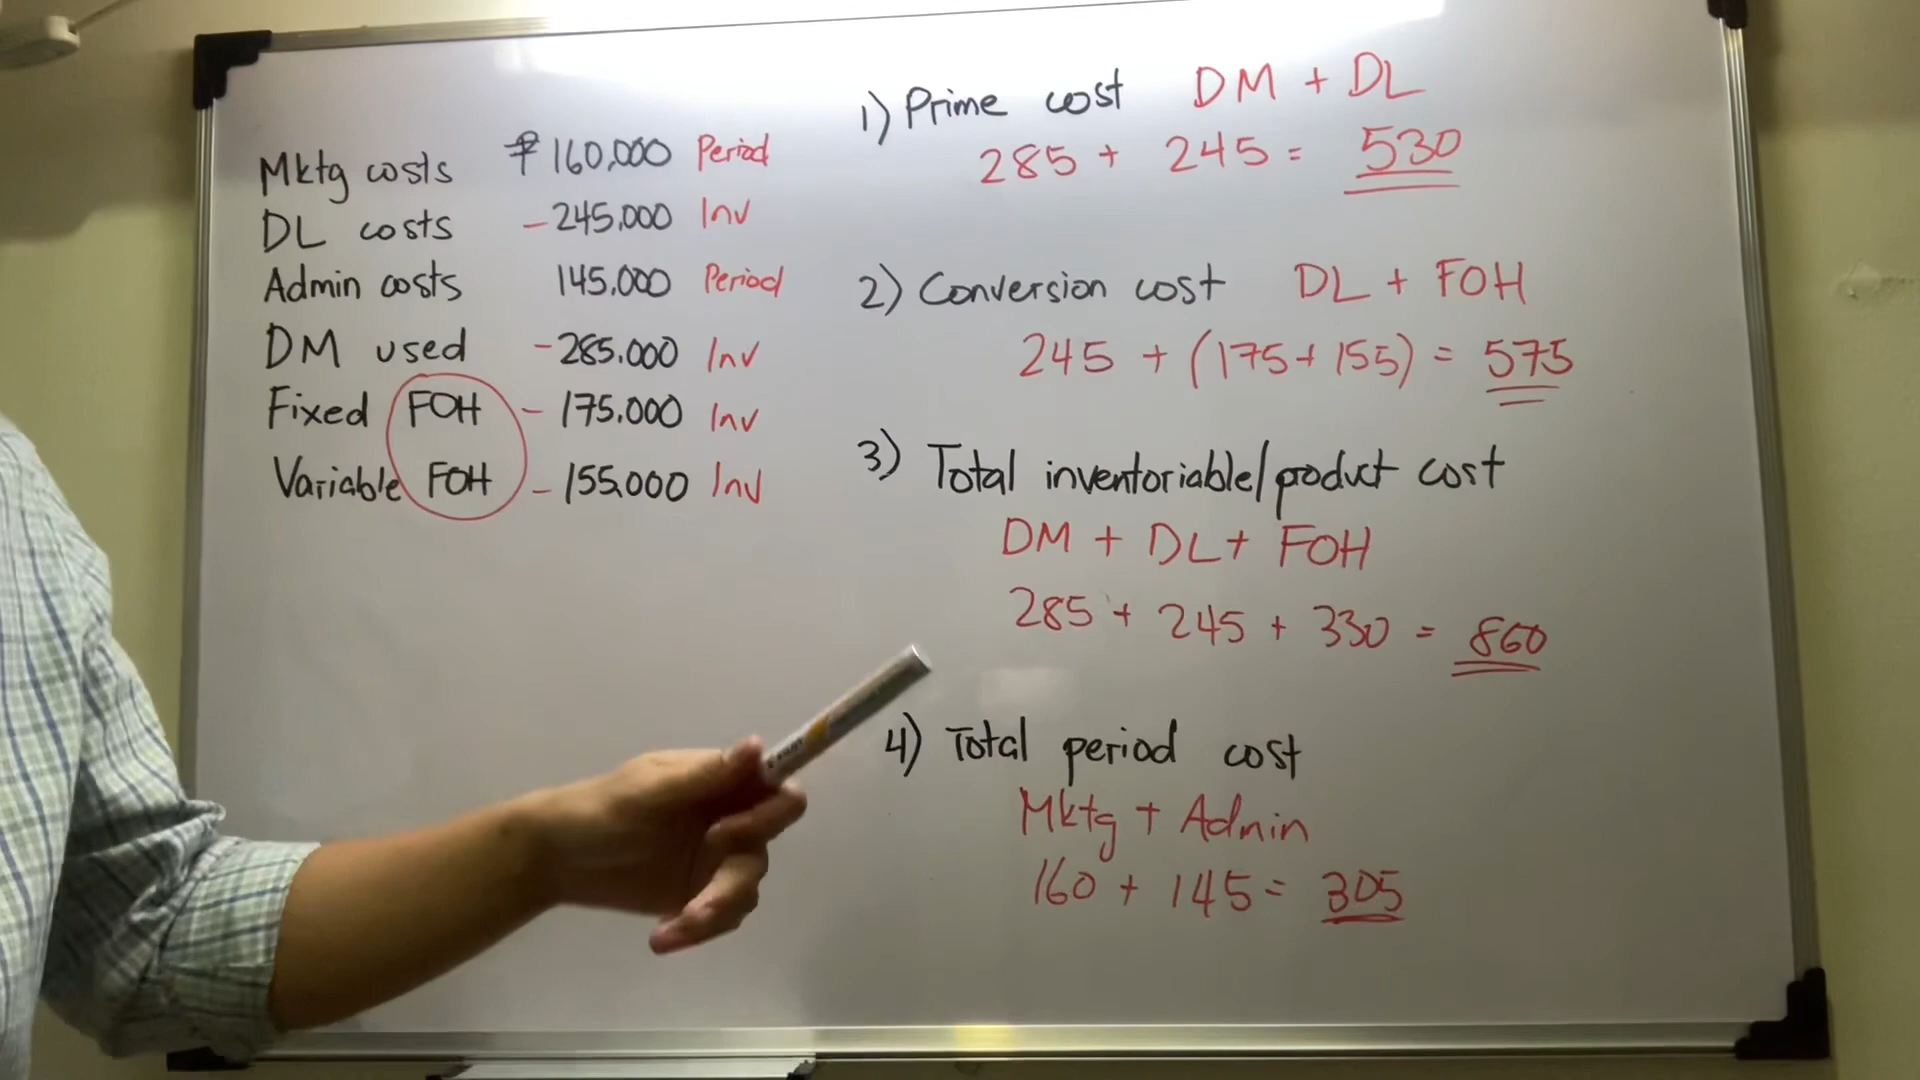 Mktg costs ₱160,000 Period
DL costs -245,000 Inv
Admin costs 145,000 Period
DM used -285,000 Inv
Fixed FOH - 175,000 Inv
Variable FOH - 155,000 Inv
1) Prime cost DM + DL
285 + 245 = 530
2) Conversion cost DL + FOH
245 + (175 + 155) = 575
3) Total inventoriable/product cost
DM + DL + FOH
285 + 245 + 330 = 860
4) Total period cost
Mktg + Admin
160 + 145 = 305